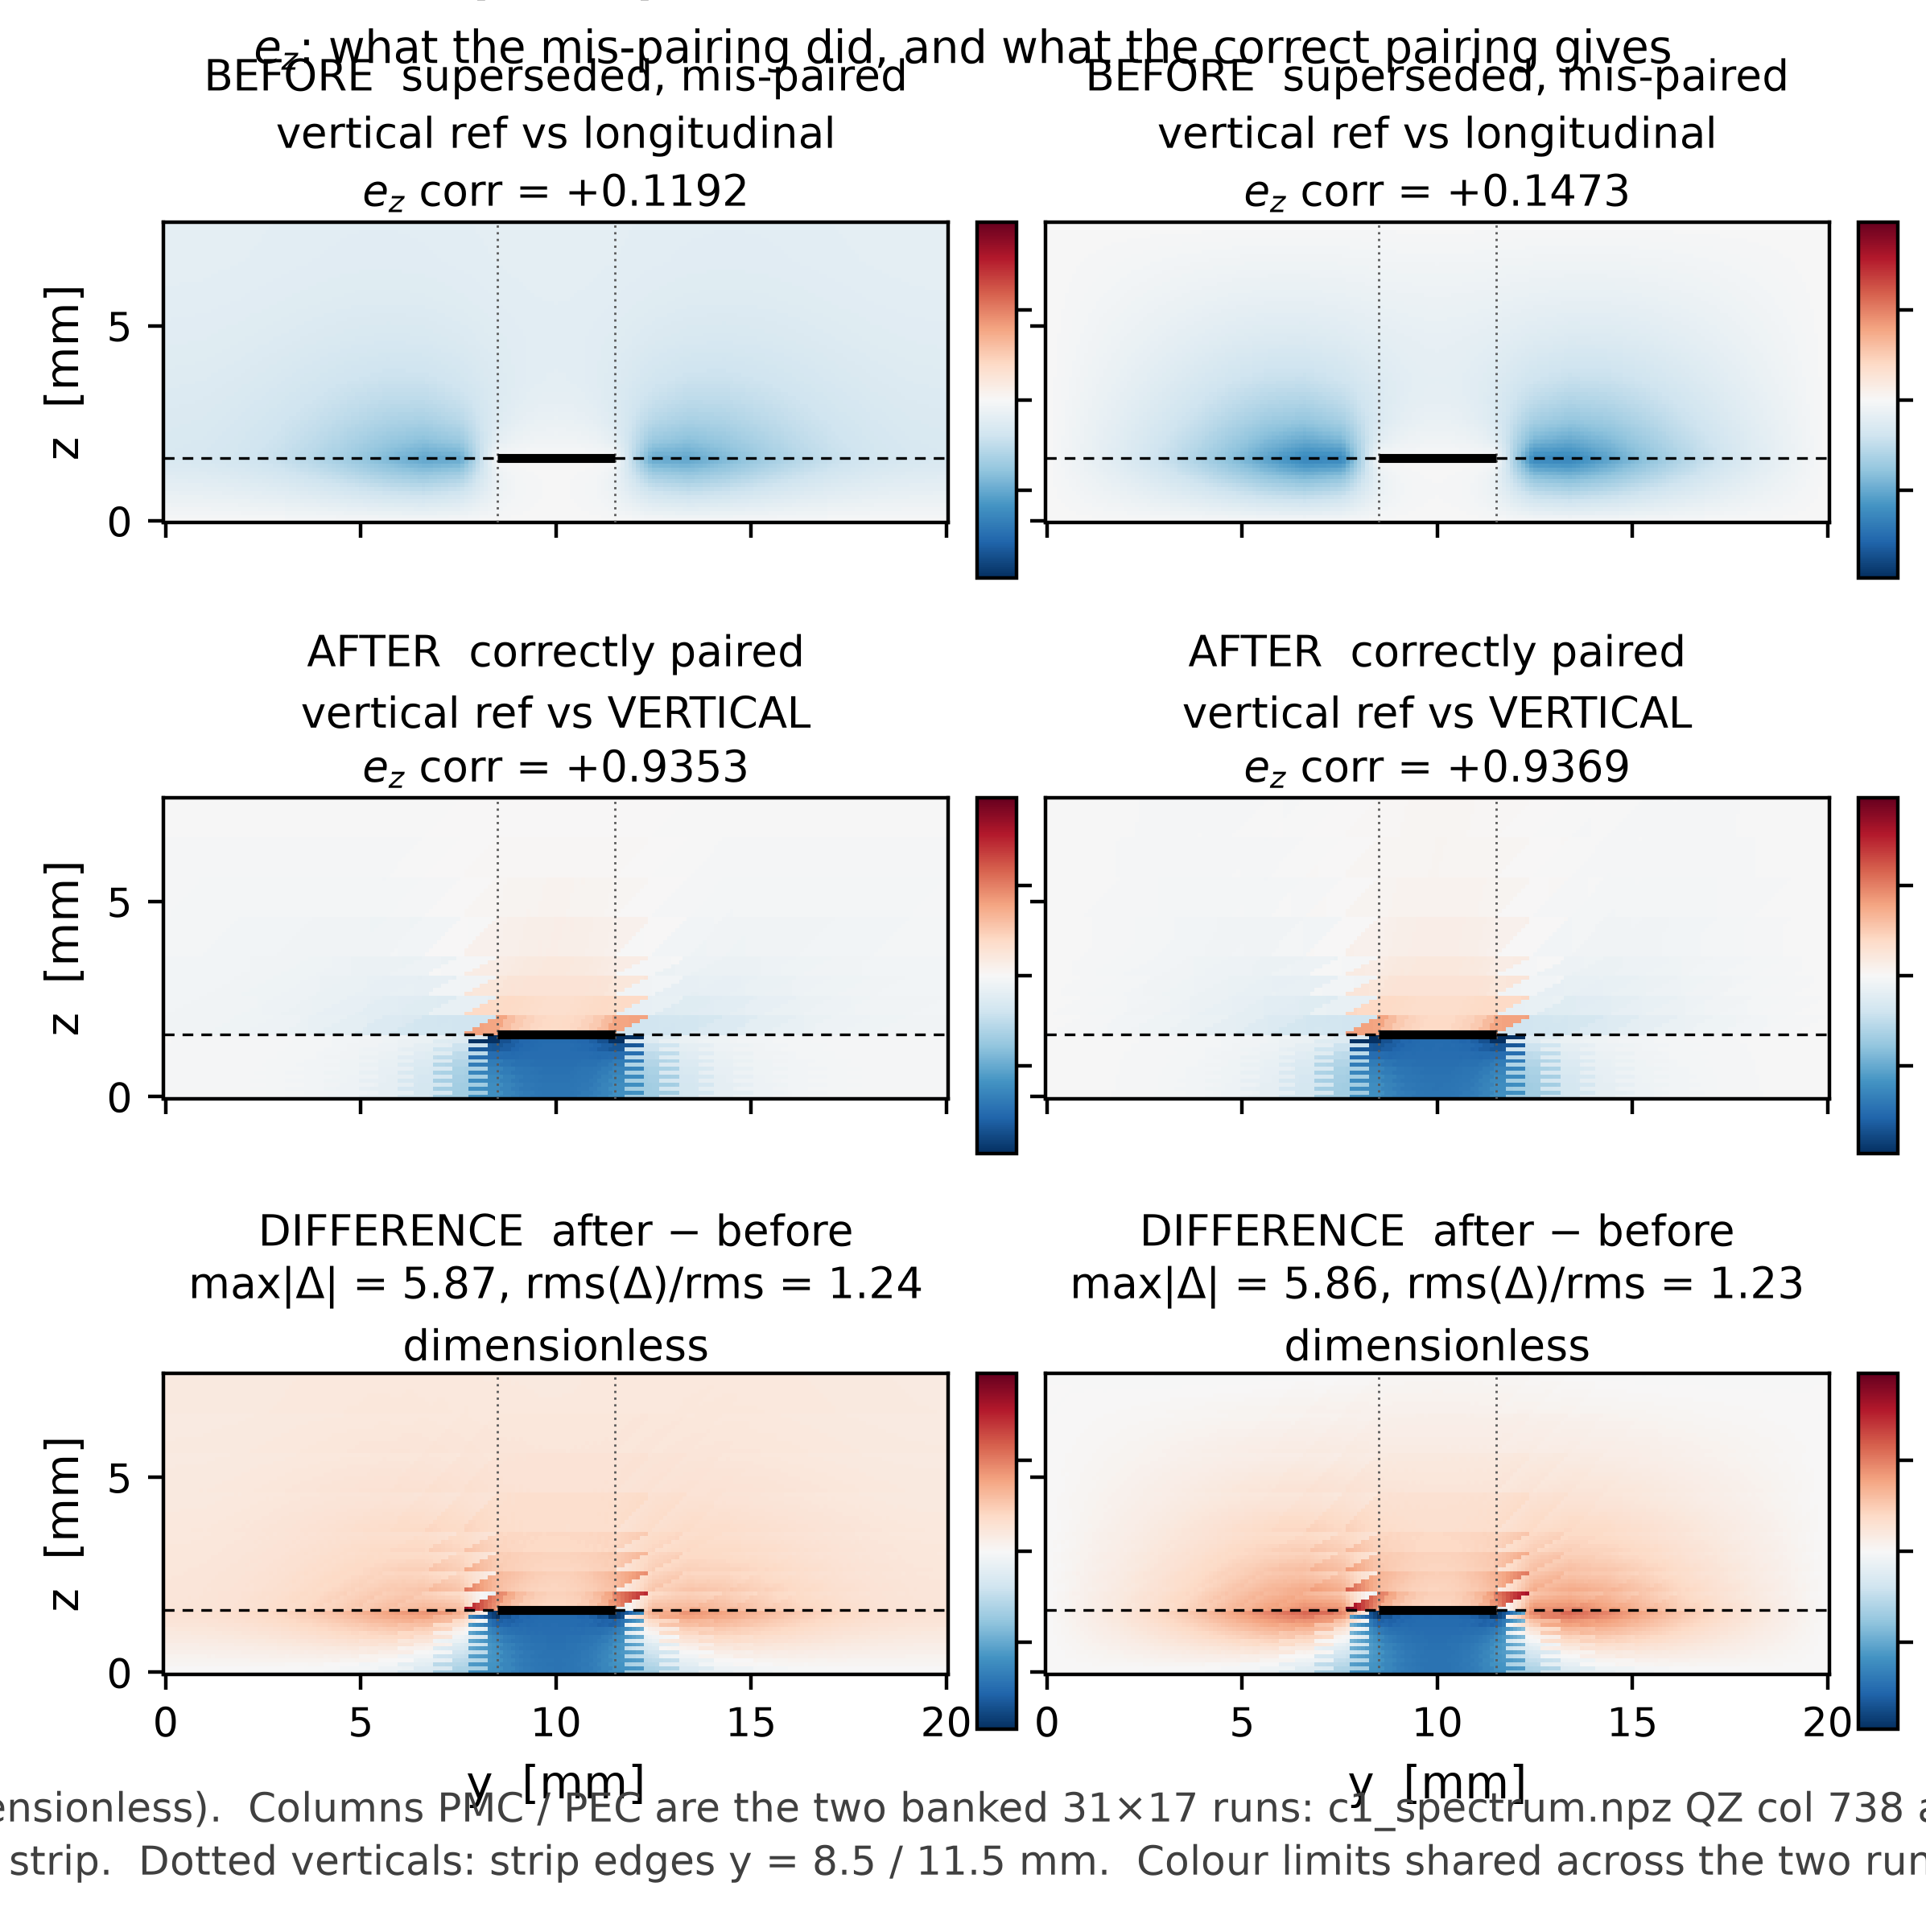 e_z: what the mis-pairing did, and what the correct pairing gives
BEFORE superseded, mis-paired
vertical ref vs longitudinal
e_z corr = +0.1192
BEFORE superseded, mis-paired
vertical ref vs longitudinal
e_z corr = +0.1473
z [mm]
5
0
AFTER correctly paired
vertical ref vs VERTICAL
e_z corr = +0.9353
AFTER correctly paired
vertical ref vs VERTICAL
e_z corr = +0.9369
z [mm]
5
0
DIFFERENCE after − before
max|Δ| = 5.87, rms(Δ)/rms = 1.24
dimensionless
DIFFERENCE after − before
max|Δ| = 5.86, rms(Δ)/rms = 1.23
dimensionless
z [mm]
5
0
0 5 10 15 20
0 5 10 15 20
y [mm]
y [mm]
ensionless). Columns PMC / PEC are the two banked 31×17 runs: c1_spectrum.npz QZ col 738 a
strip. Dotted verticals: strip edges y = 8.5 / 11.5 mm. Colour limits shared across the two run